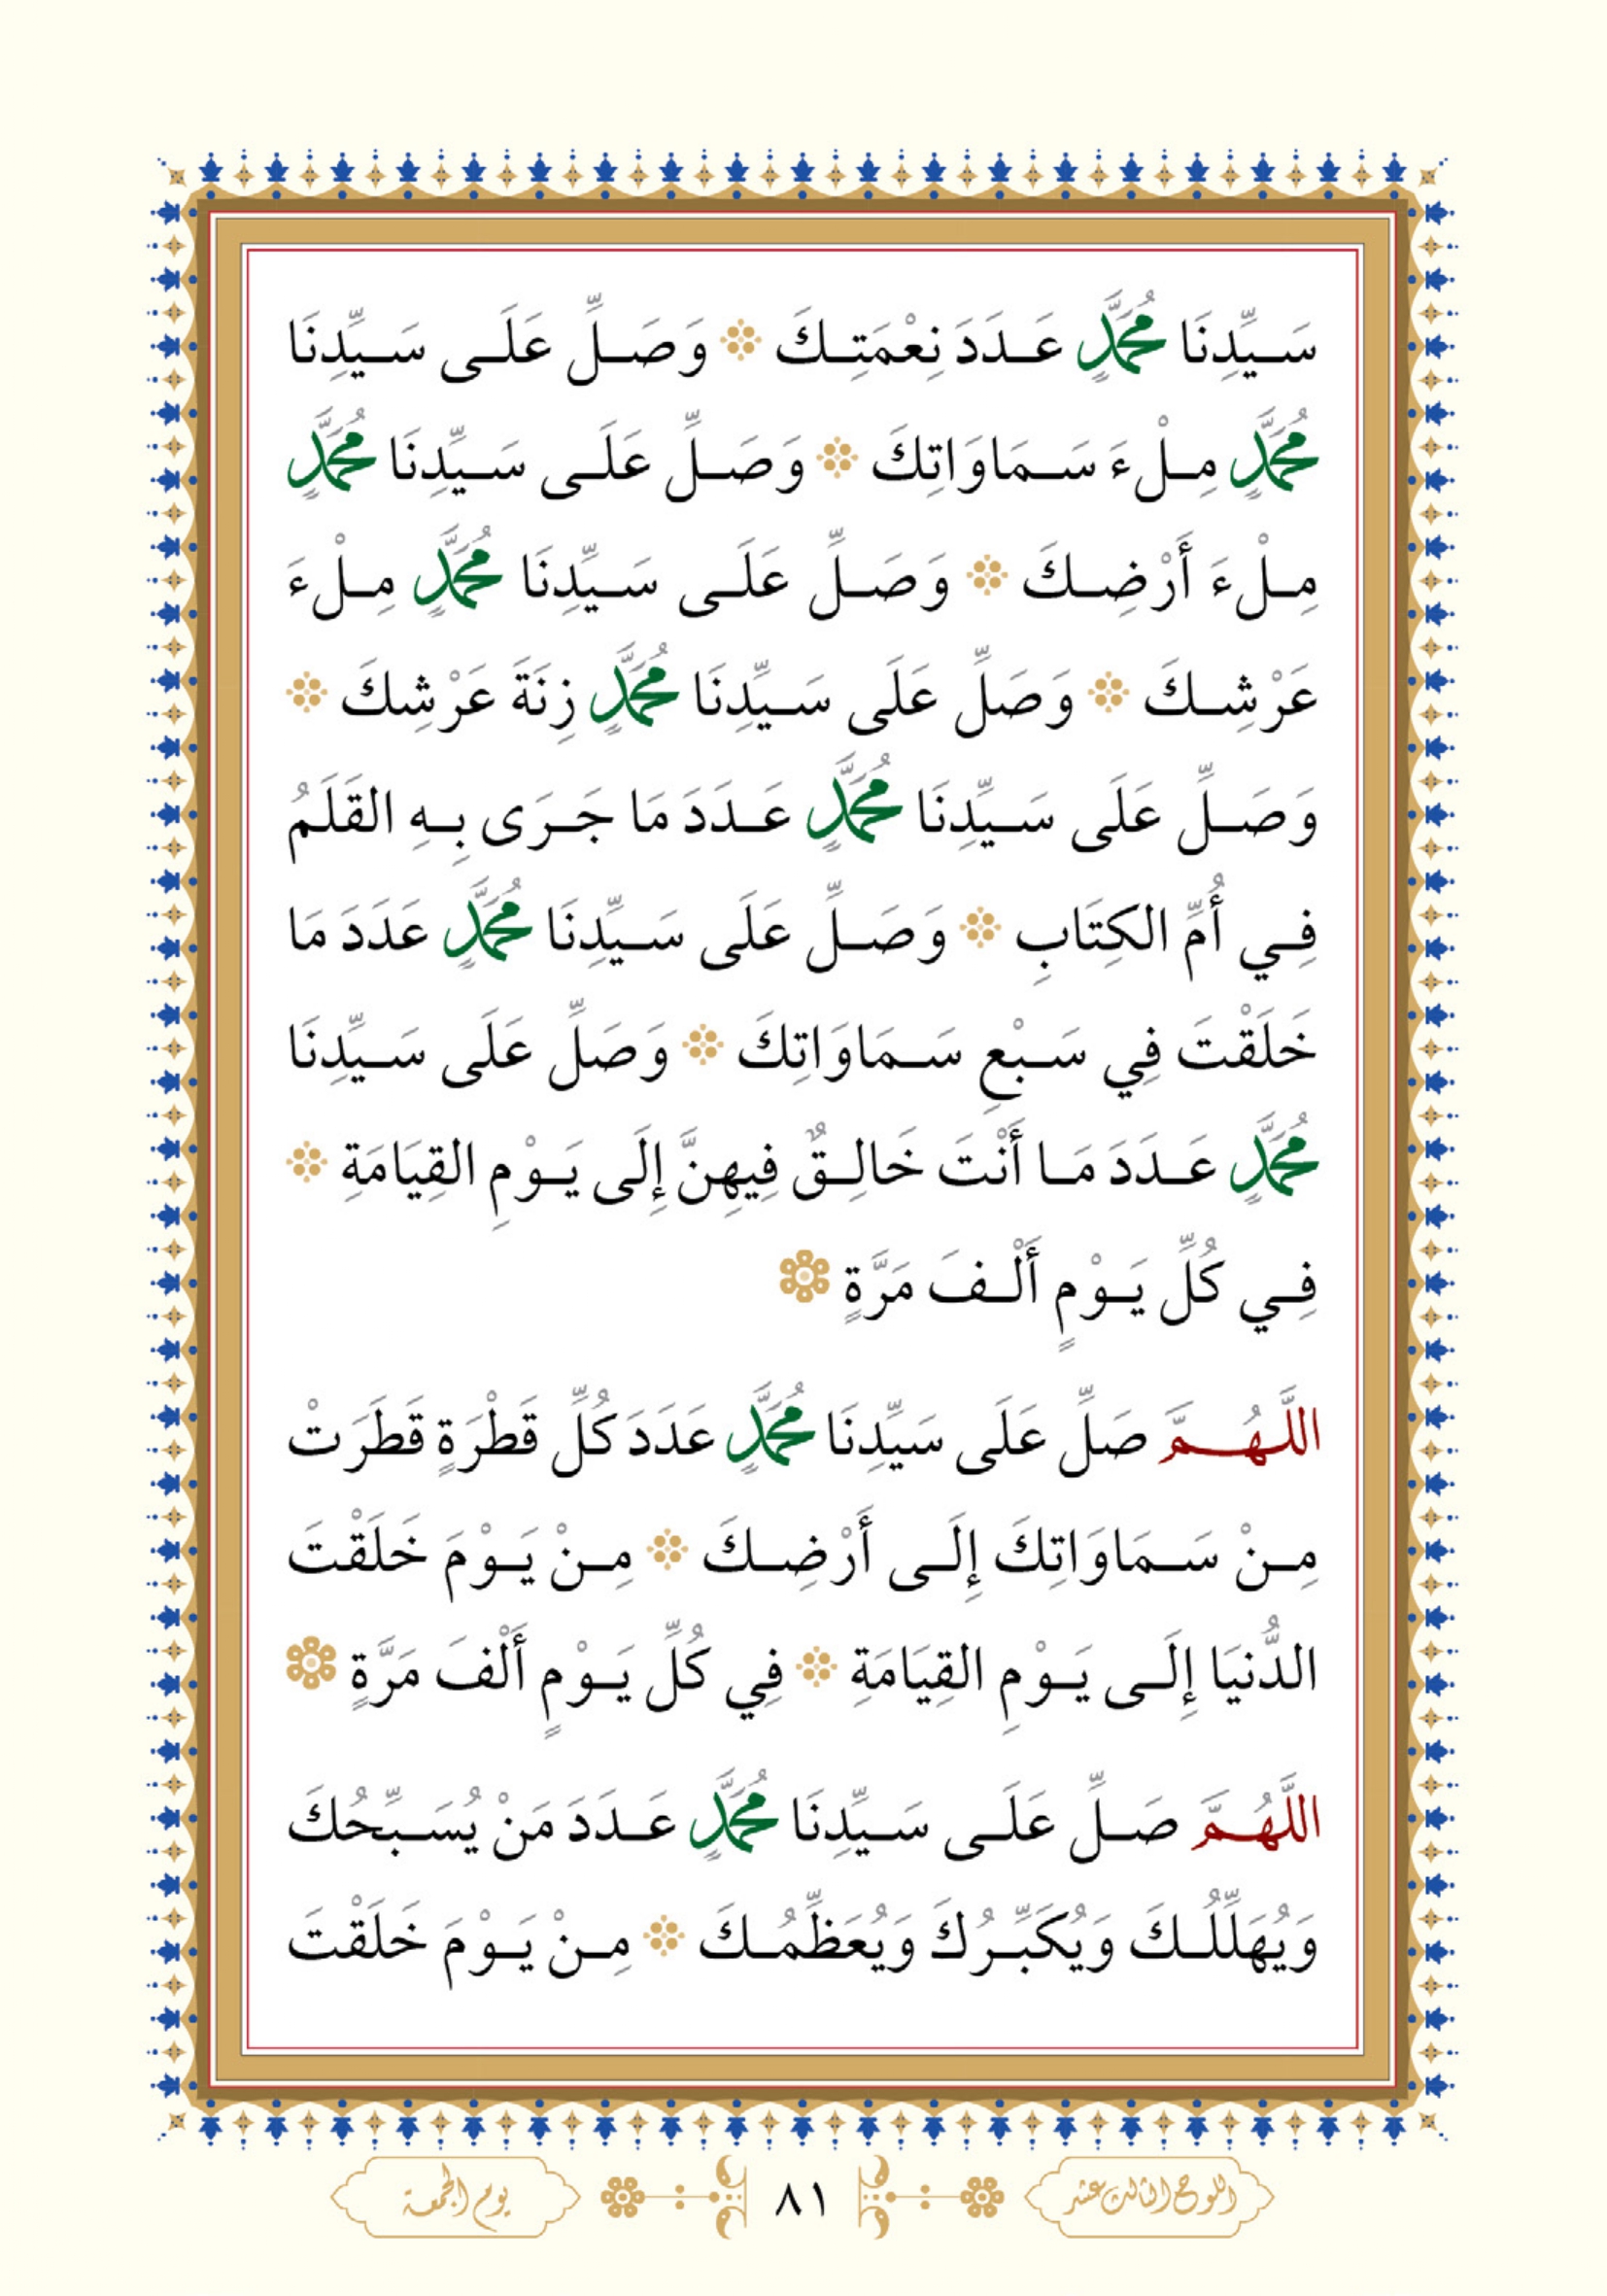 سَيِّدِنَا مُحَمَّدٍ عَدَدَ نِعْمَتِكَ ۞ وَصَلِّ عَلَى سَيِّدِنَا
مُحَمَّدٍ مِلْءَ سَمَاوَاتِكَ ۞ وَصَلِّ عَلَى سَيِّدِنَا مُحَمَّدٍ
مِلْءَ أَرْضِكَ ۞ وَصَلِّ عَلَى سَيِّدِنَا مُحَمَّدٍ مِلْءَ
عَرْشِكَ ۞ وَصَلِّ عَلَى سَيِّدِنَا مُحَمَّدٍ زِنَةَ عَرْشِكَ ۞
وَصَلِّ عَلَى سَيِّدِنَا مُحَمَّدٍ عَدَدَ مَا جَرَى بِهِ القَلَمُ
فِي أُمِّ الكِتَابِ ۞ وَصَلِّ عَلَى سَيِّدِنَا مُحَمَّدٍ عَدَدَ مَا
خَلَقْتَ فِي سَبْعِ سَمَاوَاتِكَ ۞ وَصَلِّ عَلَى سَيِّدِنَا
مُحَمَّدٍ عَدَدَ مَا أَنْتَ خَالِقٌ فِيهِنَّ إِلَى يَوْمِ القِيَامَةِ ۞
فِي كُلِّ يَوْمٍ أَلْفَ مَرَّةٍ ۞
اللَّهُمَّ صَلِّ عَلَى سَيِّدِنَا مُحَمَّدٍ عَدَدَ كُلِّ قَطْرَةٍ قَطَرَتْ
مِنْ سَمَاوَاتِكَ إِلَى أَرْضِكَ ۞ مِنْ يَوْمَ خَلَقْتَ
الدُّنيَا إِلَى يَوْمِ القِيَامَةِ ۞ فِي كُلِّ يَوْمٍ أَلْفَ مَرَّةٍ ۞
اللَّهُمَّ صَلِّ عَلَى سَيِّدِنَا مُحَمَّدٍ عَدَدَ مَنْ يُسَبِّحُكَ
وَيُهَلِّلُكَ وَيُكَبِّرُكَ وَيُعَظِّمُكَ ۞ مِنْ يَوْمَ خَلَقْتَ
اللوح الثالث عشر ٨١ يوم الجمعة